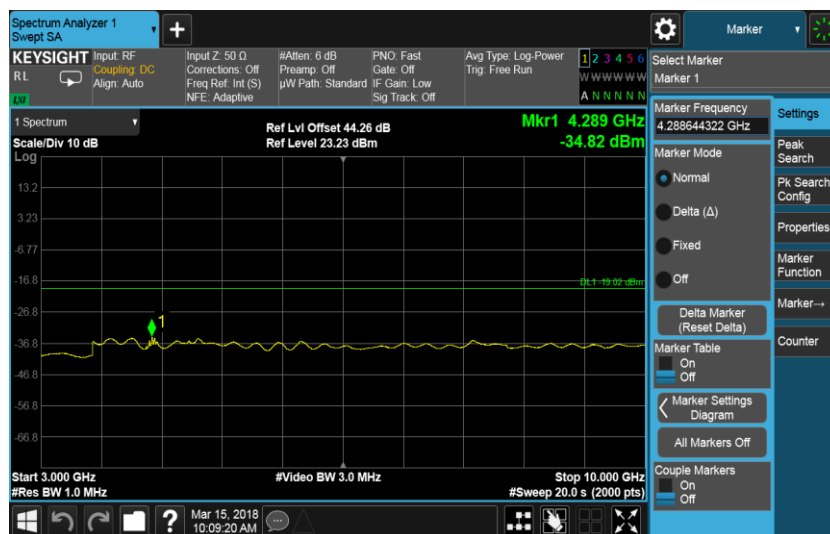 Spectrum Analyzer 1
Swept SA
+
Marker
KEYSIGHT
RL
LXI
Input: RF
Coupling: DC
Align: Auto
Input Z: 50 Ω
Corrections: Off
Freq Ref: Int (S)
NFE: Adaptive
#Atten: 6 dB
Preamp: Off
µW Path: Standard
PNO: Fast
Gate: Off
IF Gain: Low
Sig Track: Off
Avg Type: Log-Power
Trig: Free Run
1 2 3 4 5 6
W W W W W W
A N N N N N
Select Marker
Marker 1
1 Spectrum
Scale/Div 10 dB
Log
Ref Lvl Offset 44.26 dB
Ref Level 23.23 dBm
Mkr1 4.289 GHz
-34.82 dBm
13.2
3.23
-6.77
-16.8
-26.8
-36.8
-46.8
-56.8
-66.8
DL1 -19.02 dBm
1
Start 3.000 GHz
#Res BW 1.0 MHz
#Video BW 3.0 MHz
Stop 10.000 GHz
#Sweep 20.0 s (2000 pts)
Marker Frequency
4.288644322 GHz
Marker Mode
Normal
Delta (Δ)
Fixed
Off
Delta Marker
(Reset Delta)
Marker Table
On
Off
Marker Settings
Diagram
All Markers Off
Couple Markers
On
Off
Settings
Peak
Search
Pk Search
Config
Properties
Marker
Function
Marker→
Counter
?
Mar 15, 2018
10:09:20 AM